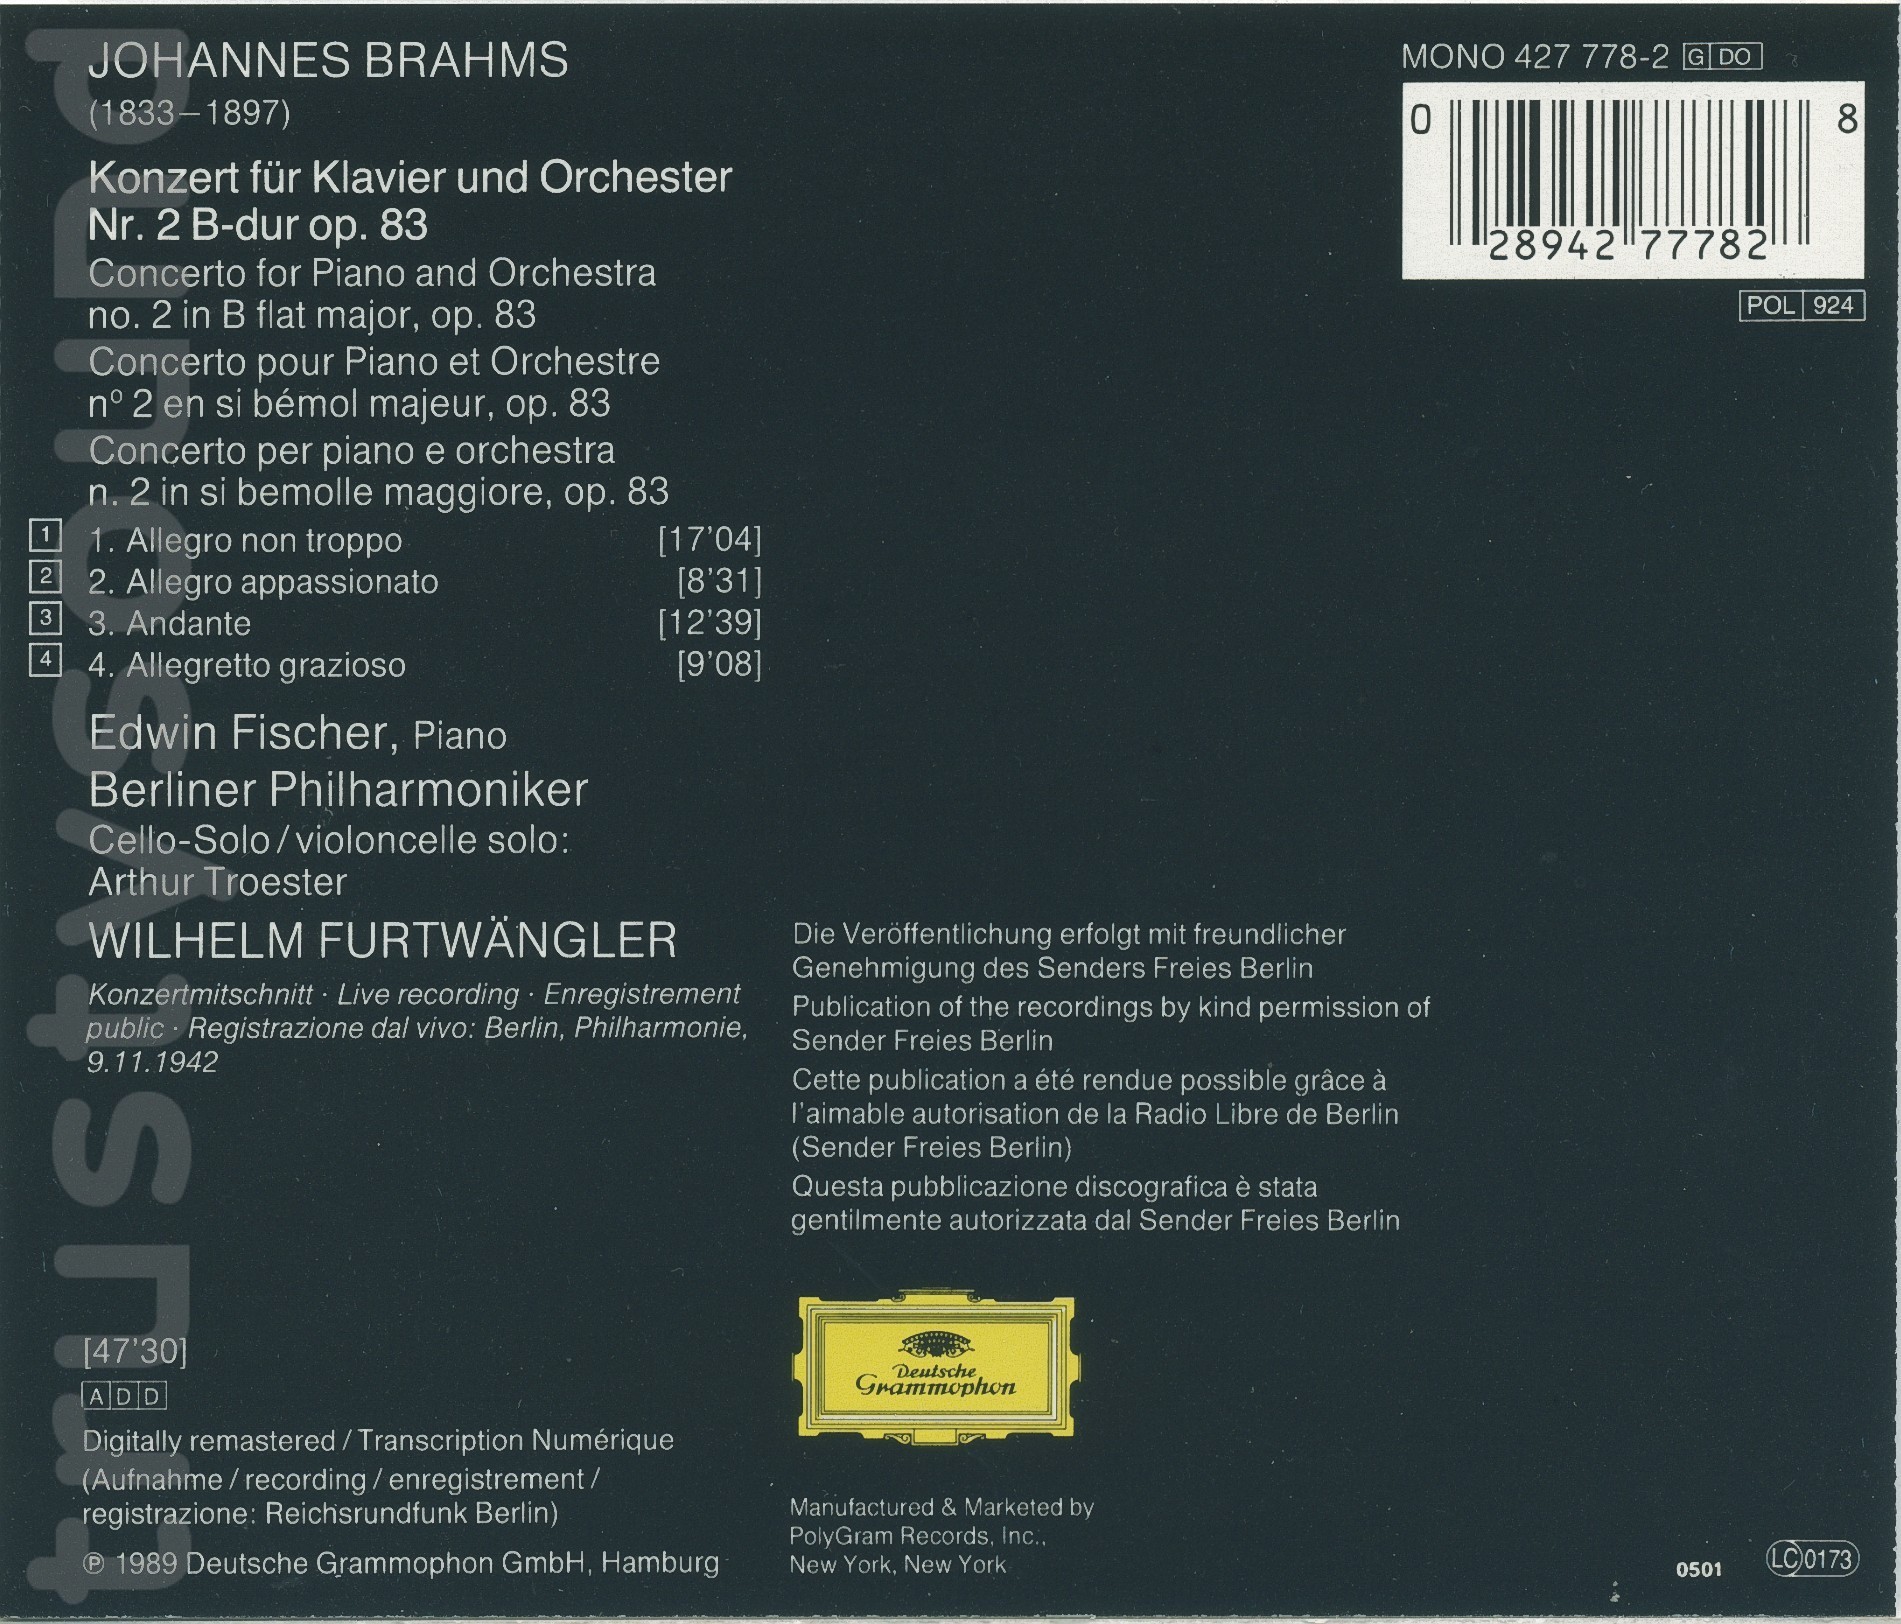 JOHANNES BRAHMS
(1833–1897)
Konzert für Klavier und Orchester
Nr. 2 B-dur op. 83
Concerto for Piano and Orchestra
no. 2 in B flat major, op. 83
Concerto pour Piano et Orchestre
nº 2 en si bémol majeur, op. 83
Concerto per piano e orchestra
n. 2 in si bemolle maggiore, op. 83
1 1. Allegro non troppo [17'04]
2 2. Allegro appassionato [8'31]
3 3. Andante [12'39]
4 4. Allegretto grazioso [9'08]
Edwin Fischer, Piano
Berliner Philharmoniker
Cello-Solo / violoncelle solo:
Arthur Troester
WILHELM FURTWÄNGLER
Konzertmitschnitt · Live recording · Enregistrement
public · Registrazione dal vivo: Berlin, Philharmonie,
9.11.1942
[47'30]
A D D
Digitally remastered / Transcription Numérique
(Aufnahme / recording / enregistrement /
registrazione: Reichsrundfunk Berlin)
℗ 1989 Deutsche Grammophon GmbH, Hamburg
MONO 427 778-2 G DO
0 28942 77782 8
POL 924
Die Veröffentlichung erfolgt mit freundlicher
Genehmigung des Senders Freies Berlin
Publication of the recordings by kind permission of
Sender Freies Berlin
Cette publication a été rendue possible grâce à
l'aimable autorisation de la Radio Libre de Berlin
(Sender Freies Berlin)
Questa pubblicazione discografica è stata
gentilmente autorizzata dal Sender Freies Berlin
Deutsche
Grammophon
Manufactured & Marketed by
PolyGram Records, Inc.,
New York, New York
0501
LC 0173
trustysound